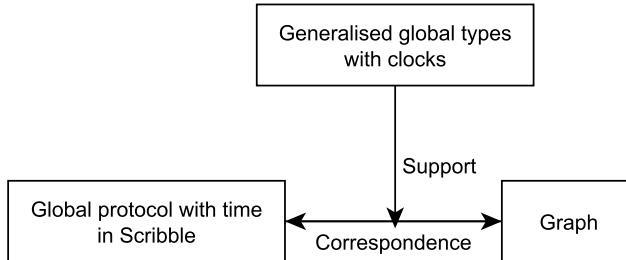 Generalised global types
with clocks
Support
Global protocol with time
in Scribble
Correspondence
Graph